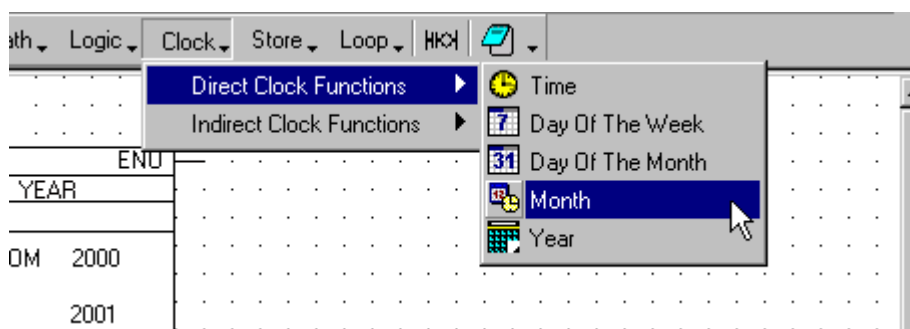 ath Logic Clock Store Loop
Direct Clock Functions
Indirect Clock Functions
Time
7 Day Of The Week
31 Day Of The Month
12 Month
Year
ENO
YEAR
OM 2000
2001